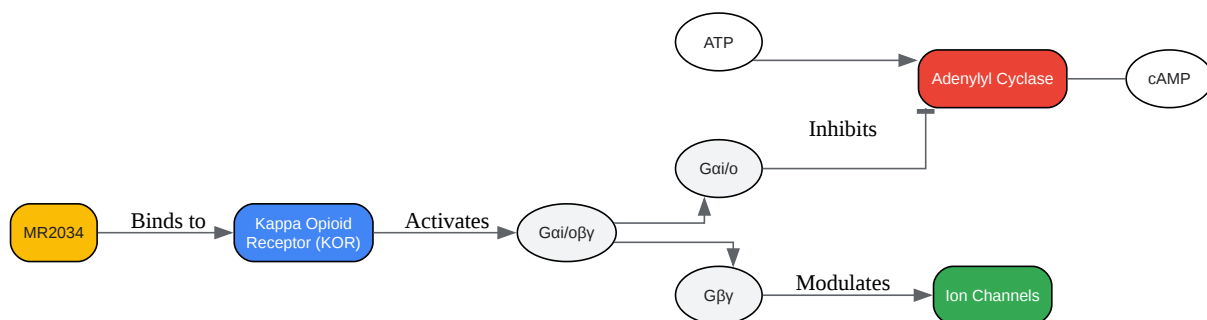 ATP
Adenylyl Cyclase
cAMP
Inhibits
Gαi/o
MR2034
Binds to
Kappa Opioid
Receptor (KOR)
Activates
Gαi/oβγ
Gβγ
Modulates
Ion Channels